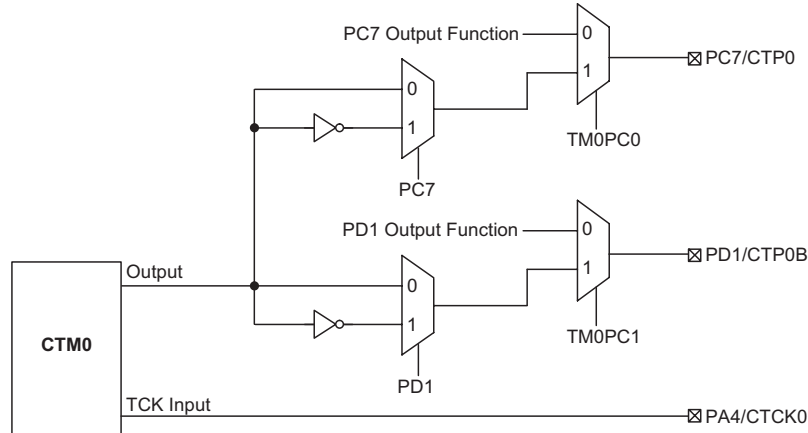 PC7 Output Function
0
1
PC7/CTP0
TM0PC0
0
1
PC7
PD1 Output Function
0
1
PD1/CTP0B
TM0PC1
Output
0
1
PD1
CTM0
TCK Input
PA4/CTCK0